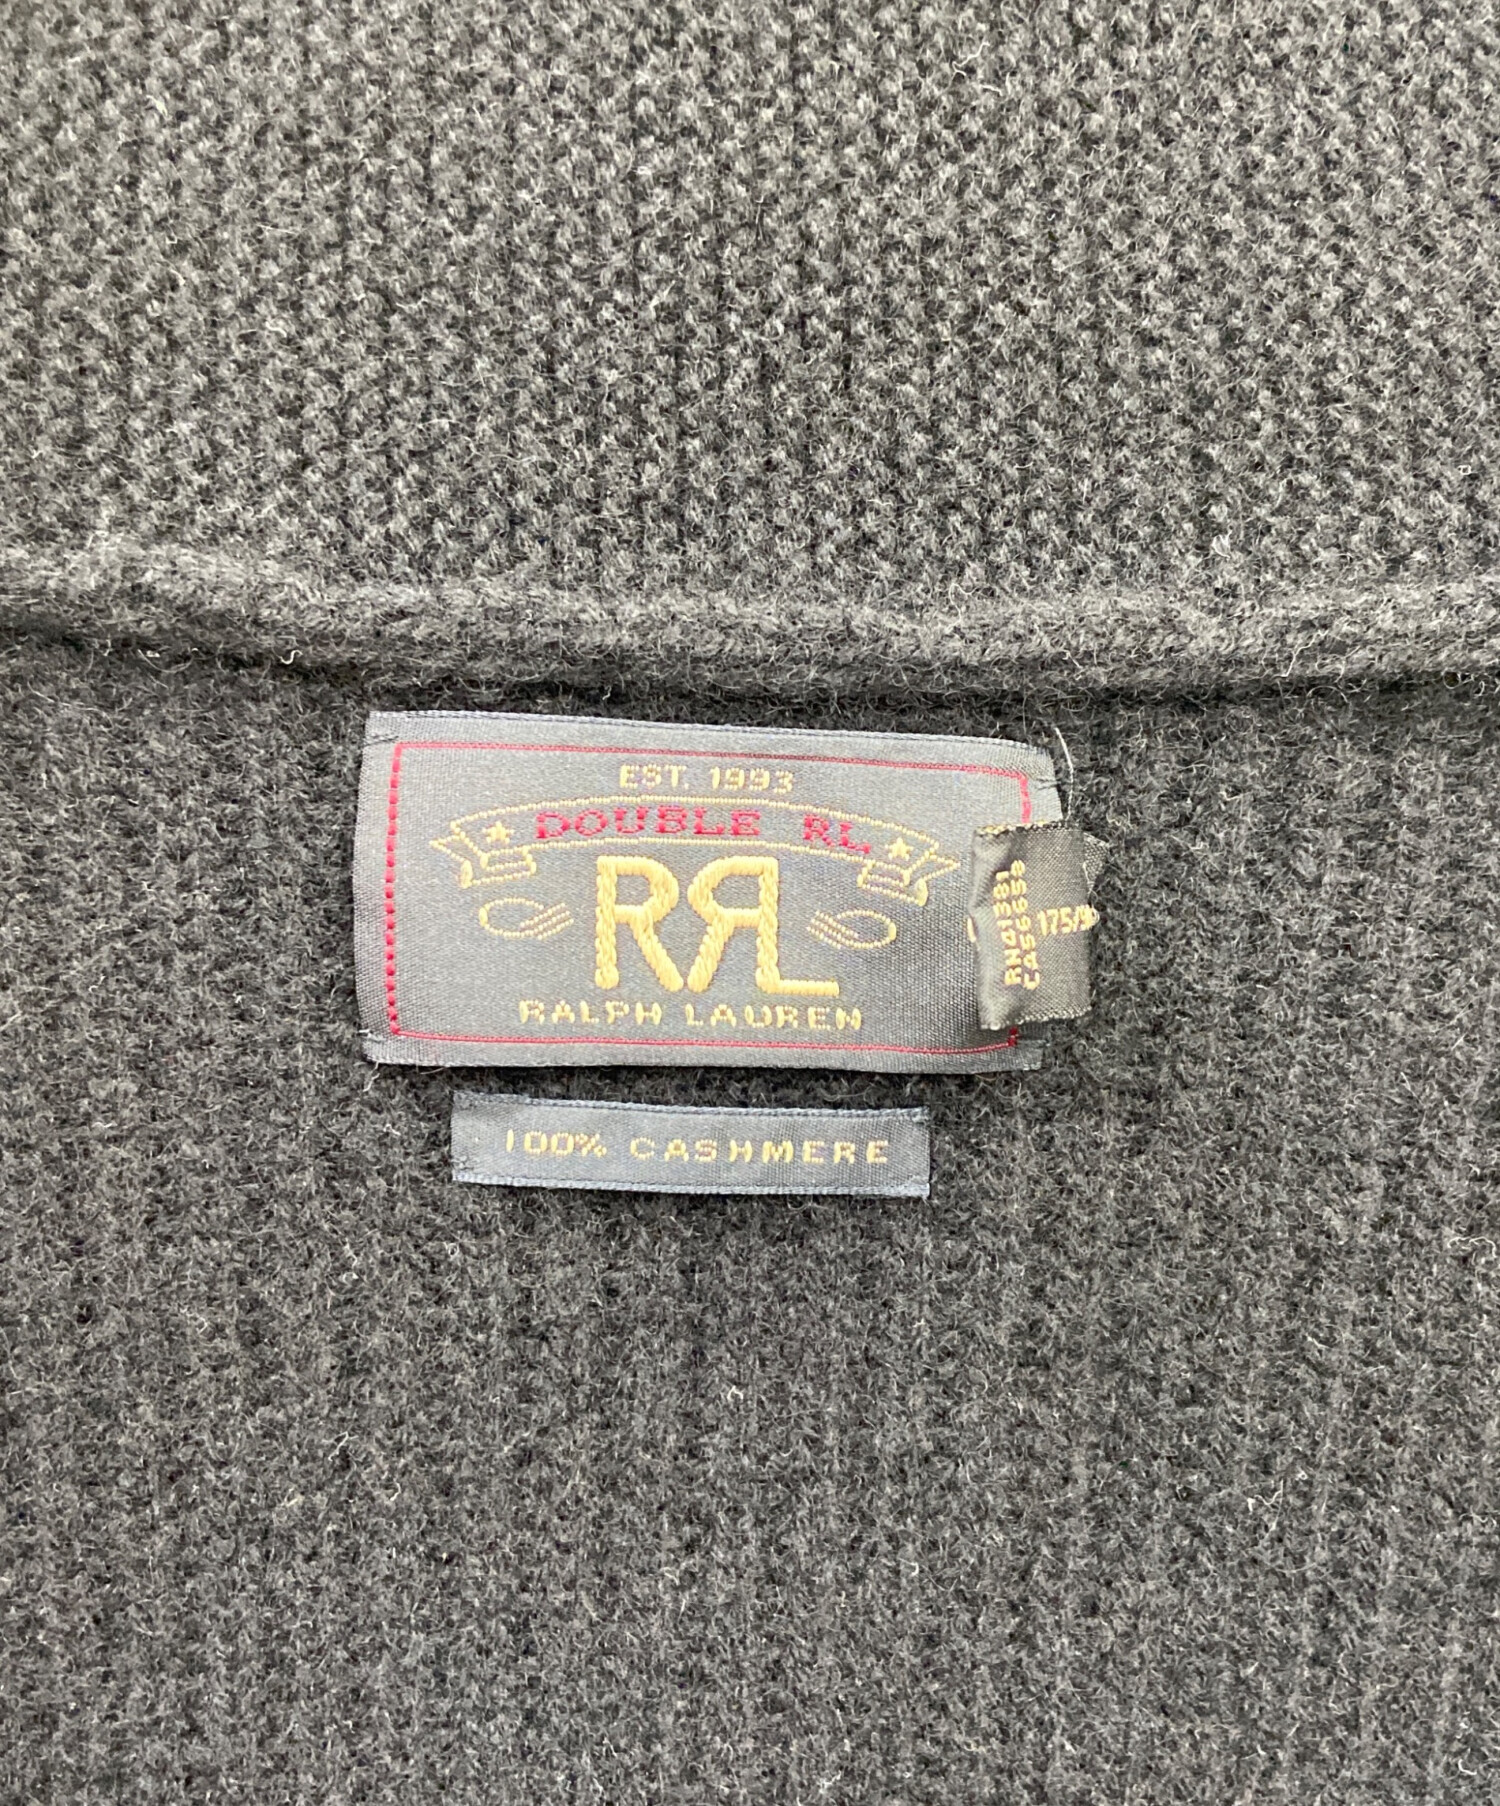 EST. 1993
DOUBLE RL
RRL
RALPH LAUREN
RN41381
CA56658
175/9
100% CASHMERE